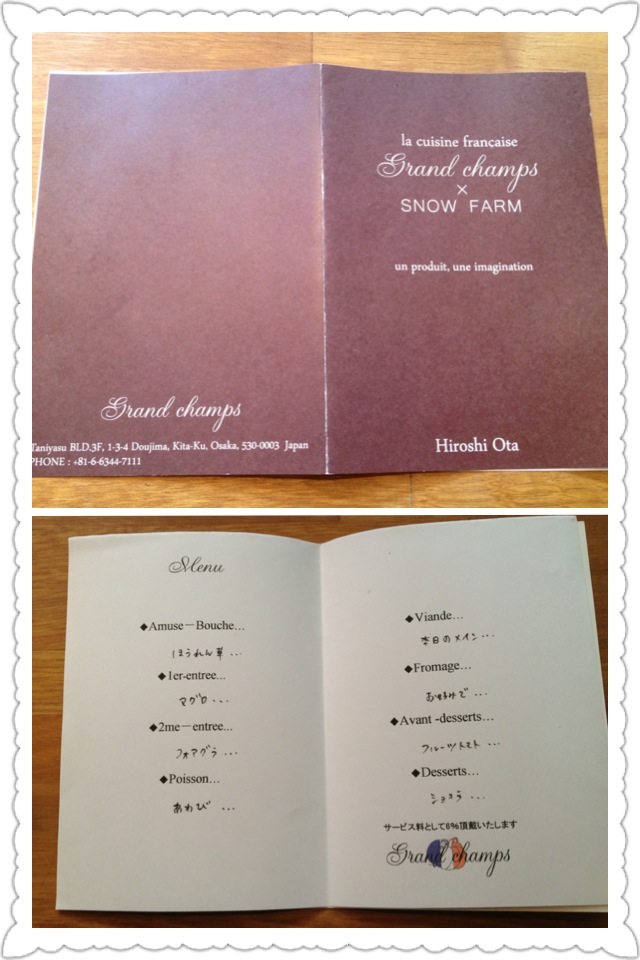 la cuisine française
Grand champs
×
SNOW FARM
un produit, une imagination
Hiroshi Ota
Grand champs
Taniyasu BLD.3F, 1-3-4 Doujima, Kita-Ku, Osaka, 530-0003 Japan
PHONE : +81-6-6344-7111
Menu
◆Amuse－Bouche…
ほうれん草 …
◆1er-entree…
マグロ …
◆2me－entree…
フォアグラ …
◆Poisson…
あわび …
◆Viande…
本日のメイン …
◆Fromage…
お好みで …
◆Avant -desserts…
フルーツトマト …
◆Desserts…
ショコラ …
サービス料として6%頂戴いたします
Grand champs